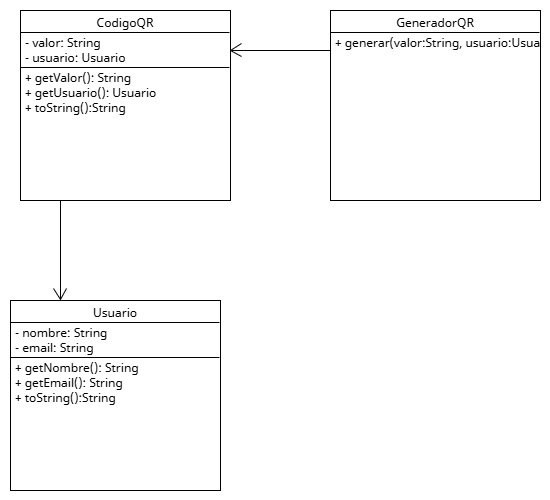 CodigoQR
- valor: String
- usuario: Usuario
+ getValor(): String
+ getUsuario(): Usuario
+ toString():String
GeneradorQR
+ generar(valor:String, usuario:Usua
Usuario
- nombre: String
- email: String
+ getNombre(): String
+ getEmail(): String
+ toString():String